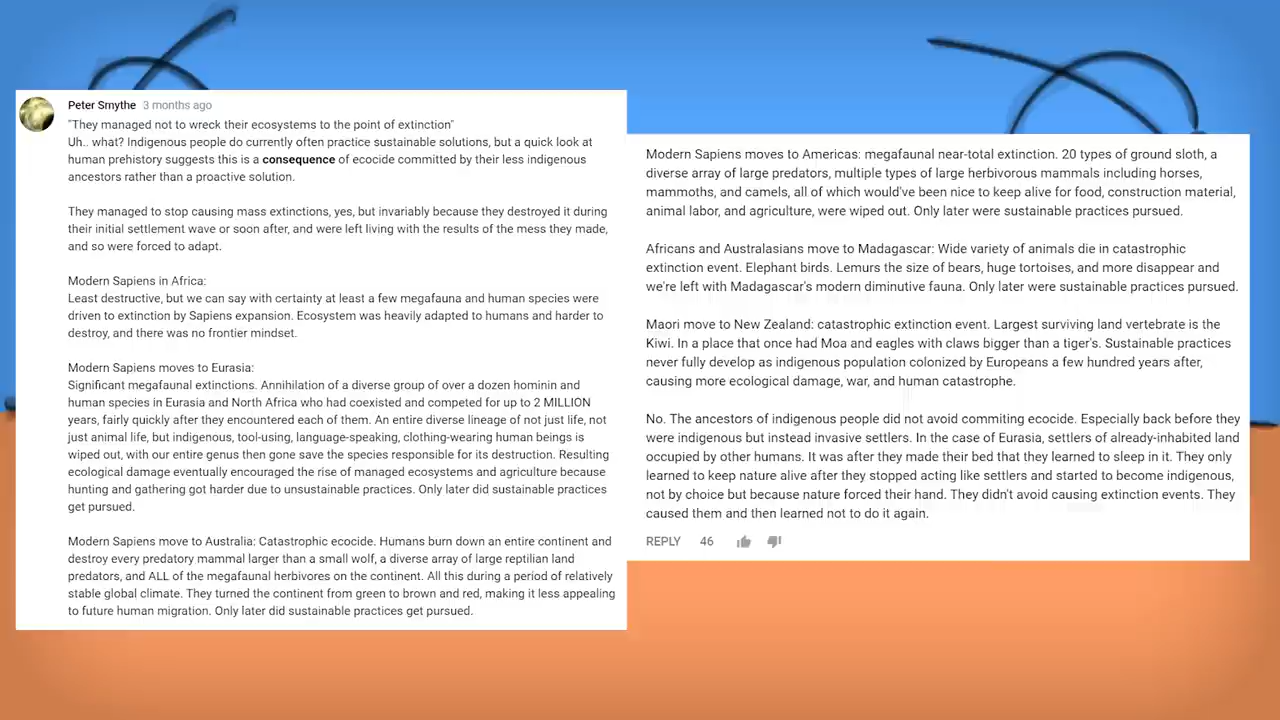 Peter Smythe 3 months ago
"They managed not to wreck their ecosystems to the point of extinction"
Uh.. what? Indigenous people do currently often practice sustainable solutions, but a quick look at
human prehistory suggests this is a consequence of ecocide committed by their less indigenous
ancestors rather than a proactive solution.
They managed to stop causing mass extinctions, yes, but invariably because they destroyed it during
their initial settlement wave or soon after, and were left living with the results of the mess they made,
and so were forced to adapt.
Modern Sapiens in Africa:
Least destructive, but we can say with certainty at least a few megafauna and human species were
driven to extinction by Sapiens expansion. Ecosystem was heavily adapted to humans and harder to
destroy, and there was no frontier mindset.
Modern Sapiens moves to Eurasia:
Significant megafaunal extinctions. Annihilation of a diverse group of over a dozen hominin and
human species in Eurasia and North Africa who had coexisted and competed for up to 2 MILLION
years, fairly quickly after they encountered each of them. An entire diverse lineage of not just life, not
just animal life, but indigenous, tool-using, language-speaking, clothing-wearing human beings is
wiped out, with our entire genus then gone save the species responsible for its destruction. Resulting
ecological damage eventually encouraged the rise of managed ecosystems and agriculture because
hunting and gathering got harder due to unsustainable practices. Only later did sustainable practices
get pursued.
Modern Sapiens move to Australia: Catastrophic ecocide. Humans burn down an entire continent and
destroy every predatory mammal larger than a small wolf, a diverse array of large reptilian land
predators, and ALL of the megafaunal herbivores on the continent. All this during a period of relatively
stable global climate. They turned the continent from green to brown and red, making it less appealing
to future human migration. Only later did sustainable practices get pursued.
Modern Sapiens moves to Americas: megafaunal near-total extinction. 20 types of ground sloth, a
diverse array of large predators, multiple types of large herbivorous mammals including horses,
mammoths, and camels, all of which would've been nice to keep alive for food, construction material,
animal labor, and agriculture, were wiped out. Only later were sustainable practices pursued.
Africans and Australasians move to Madagascar: Wide variety of animals die in catastrophic
extinction event. Elephant birds. Lemurs the size of bears, huge tortoises, and more disappear and
we're left with Madagascar's modern diminutive fauna. Only later were sustainable practices pursued.
Maori move to New Zealand: catastrophic extinction event. Largest surviving land vertebrate is the
Kiwi. In a place that once had Moa and eagles with claws bigger than a tiger's. Sustainable practices
never fully develop as indigenous population colonized by Europeans a few hundred years after,
causing more ecological damage, war, and human catastrophe.
No. The ancestors of indigenous people did not avoid commiting ecocide. Especially back before they
were indigenous but instead invasive settlers. In the case of Eurasia, settlers of already-inhabited land
occupied by other humans. It was after they made their bed that they learned to sleep in it. They only
learned to keep nature alive after they stopped acting like settlers and started to become indigenous,
not by choice but because nature forced their hand. They didn't avoid causing extinction events. They
caused them and then learned not to do it again.
REPLY 46